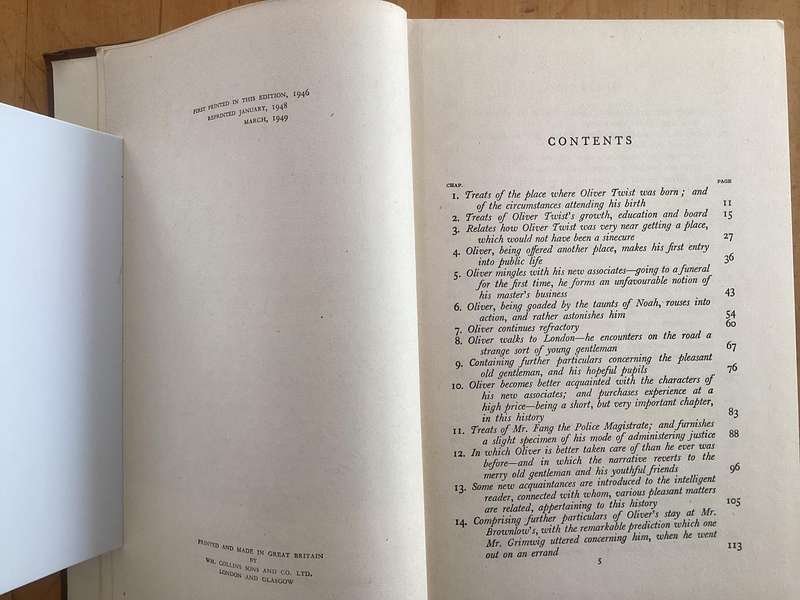 FIRST PRINTED IN THIS EDITION, 1946
REPRINTED JANUARY, 1948
MARCH, 1949
PRINTED AND MADE IN GREAT BRITAIN
BY
WM. COLLINS SONS AND CO. LTD.
LONDON AND GLASGOW
CONTENTS
CHAP. PAGE
1. Treats of the place where Oliver Twist was born ; and
of the circumstances attending his birth 11
2. Treats of Oliver Twist's growth, education and board 15
3. Relates how Oliver Twist was very near getting a place,
which would not have been a sinecure 27
4. Oliver, being offered another place, makes his first entry
into public life 36
5. Oliver mingles with his new associates—going to a funeral
for the first time, he forms an unfavourable notion of
his master's business 43
6. Oliver, being goaded by the taunts of Noah, rouses into
action, and rather astonishes him 54
7. Oliver continues refractory 60
8. Oliver walks to London—he encounters on the road a
strange sort of young gentleman 67
9. Containing further particulars concerning the pleasant
old gentleman, and his hopeful pupils 76
10. Oliver becomes better acquainted with the characters of
his new associates; and purchases experience at a
high price—being a short, but very important chapter,
in this history 83
11. Treats of Mr. Fang the Police Magistrate; and furnishes
a slight specimen of his mode of administering justice 88
12. In which Oliver is better taken care of than he ever was
before—and in which the narrative reverts to the
merry old gentleman and his youthful friends 96
13. Some new acquaintances are introduced to the intelligent
reader, connected with whom, various pleasant matters
are related, appertaining to this history 105
14. Comprising further particulars of Oliver's stay at Mr.
Brownlow's, with the remarkable prediction which one
Mr. Grimwig uttered concerning him, when he went
out on an errand 113
5